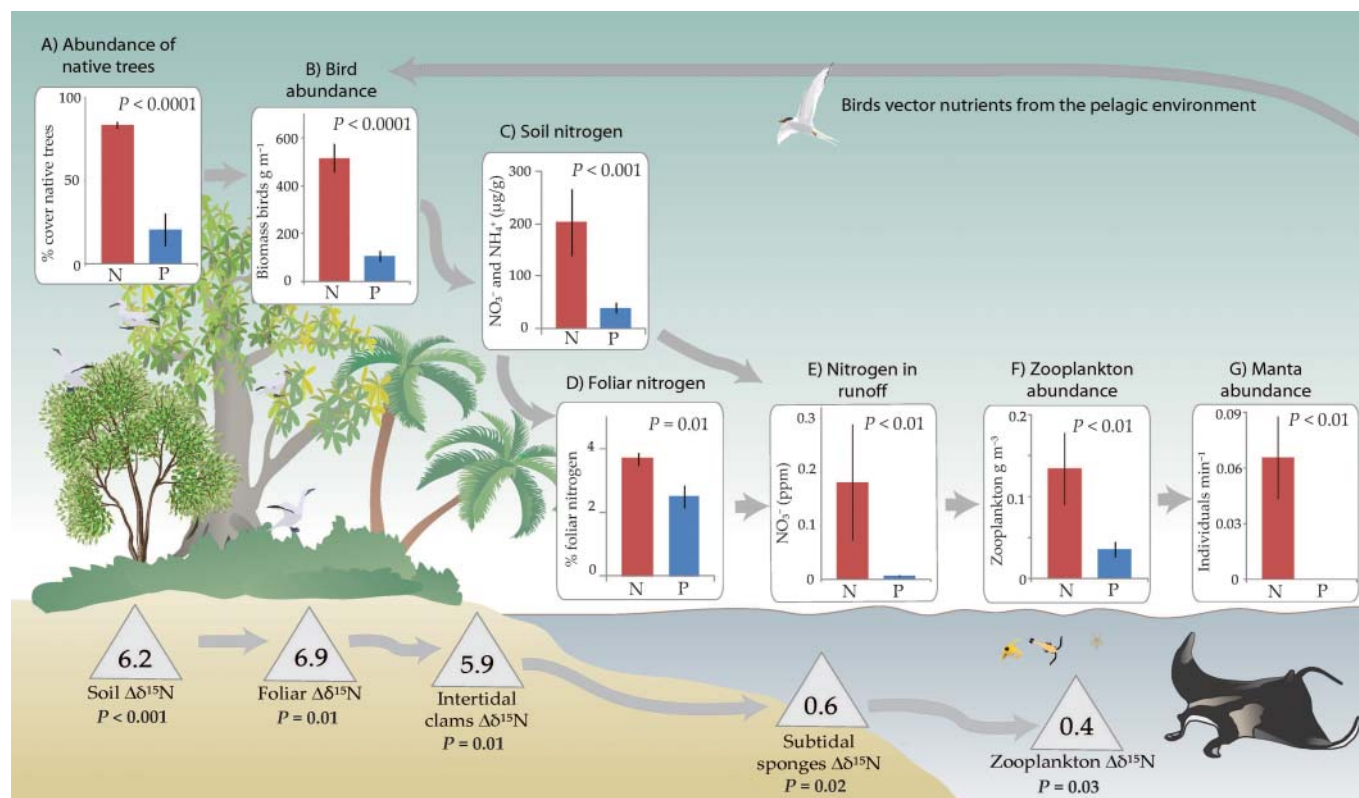 A) Abundance of
native trees
P < 0.0001
% cover native trees
100
50
0
N
P
B) Bird
abundance
P < 0.0001
Biomass birds g m⁻¹
600
400
200
0
N
P
Birds vector nutrients from the pelagic environment
C) Soil nitrogen
P < 0.001
NO₃⁻ and NH₄⁺ (µg/g)
300
200
100
0
N
P
D) Foliar nitrogen
P = 0.01
% foliar nitrogen
4
2
0
N
P
E) Nitrogen in
runoff
P < 0.01
NO₃⁻ (ppm)
0.3
0.2
0.1
0
N
P
F) Zooplankton
abundance
P < 0.01
Zooplankton g m⁻³
0.2
0.1
0
N
P
G) Manta
abundance
P < 0.01
Individuals min⁻¹
0.09
0.06
0.03
0
N
P
6.2
Soil Δδ¹⁵N
P < 0.001
6.9
Foliar Δδ¹⁵N
P = 0.01
5.9
Intertidal
clams Δδ¹⁵N
P = 0.01
0.6
Subtidal
sponges Δδ¹⁵N
P = 0.02
0.4
Zooplankton Δδ¹⁵N
P = 0.03